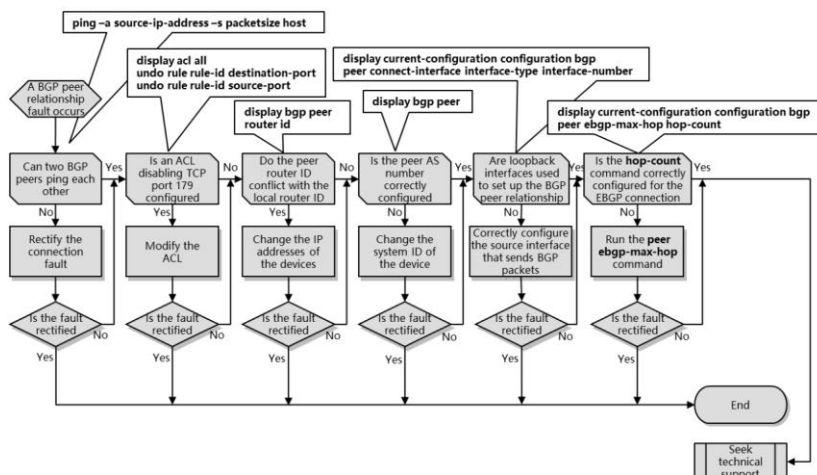 ping –a source-ip-address –s packetsize host
display acl all
undo rule rule-id destination-port
undo rule rule-id source-port
display current-configuration configuration bgp
peer connect-interface interface-type interface-number
A BGP peer
relationship
fault occurs
display bgp peer
router id
display bgp peer
display current-configuration configuration bgp
peer ebgp-max-hop hop-count
Can two BGP
peers ping each
other
Yes
Is an ACL
disabling TCP
port 179
configured
No
Do the peer
router ID
conflict with the
local router ID
No
Is the peer AS
number
correctly
configured
Yes
Are loopback
interfaces used
to set up the BGP
peer relationship
Yes
Is the hop-count
command correctly
configured for the
EBGP connection
Yes
No
Yes
Yes
No
No
No
Rectify the
connection
fault
Modify the
ACL
Change the IP
addresses of
the devices
Change the
system ID of
the device
Correctly configure
the source interface
that sends BGP
packets
Run the peer
ebgp-max-hop
command
Is the fault
rectified
No
Is the fault
rectified
No
Is the fault
rectified
No
Is the fault
rectified
No
Is the fault
rectified
No
Is the fault
rectified
No
Yes
Yes
Yes
Yes
Yes
Yes
End
Seek
technical
support